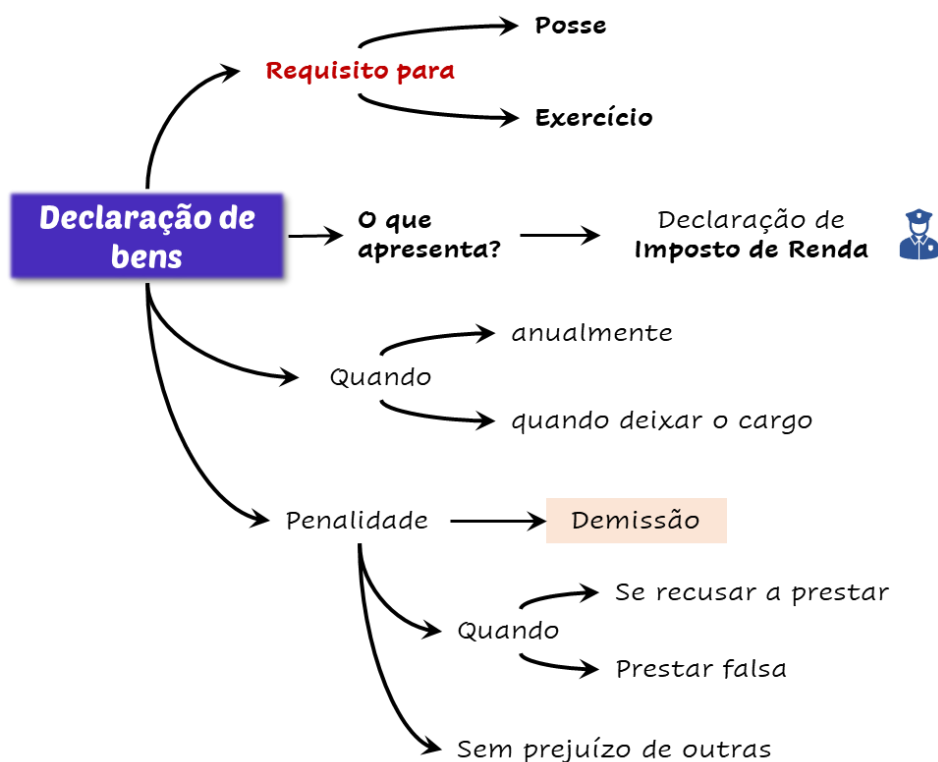 Posse
Requisito para
Exercício
Declaração de
bens
O que
apresenta?
Declaração de
Imposto de Renda
anualmente
Quando
quando deixar o cargo
Penalidade
Demissão
Se recusar a prestar
Quando
Prestar falsa
Sem prejuízo de outras